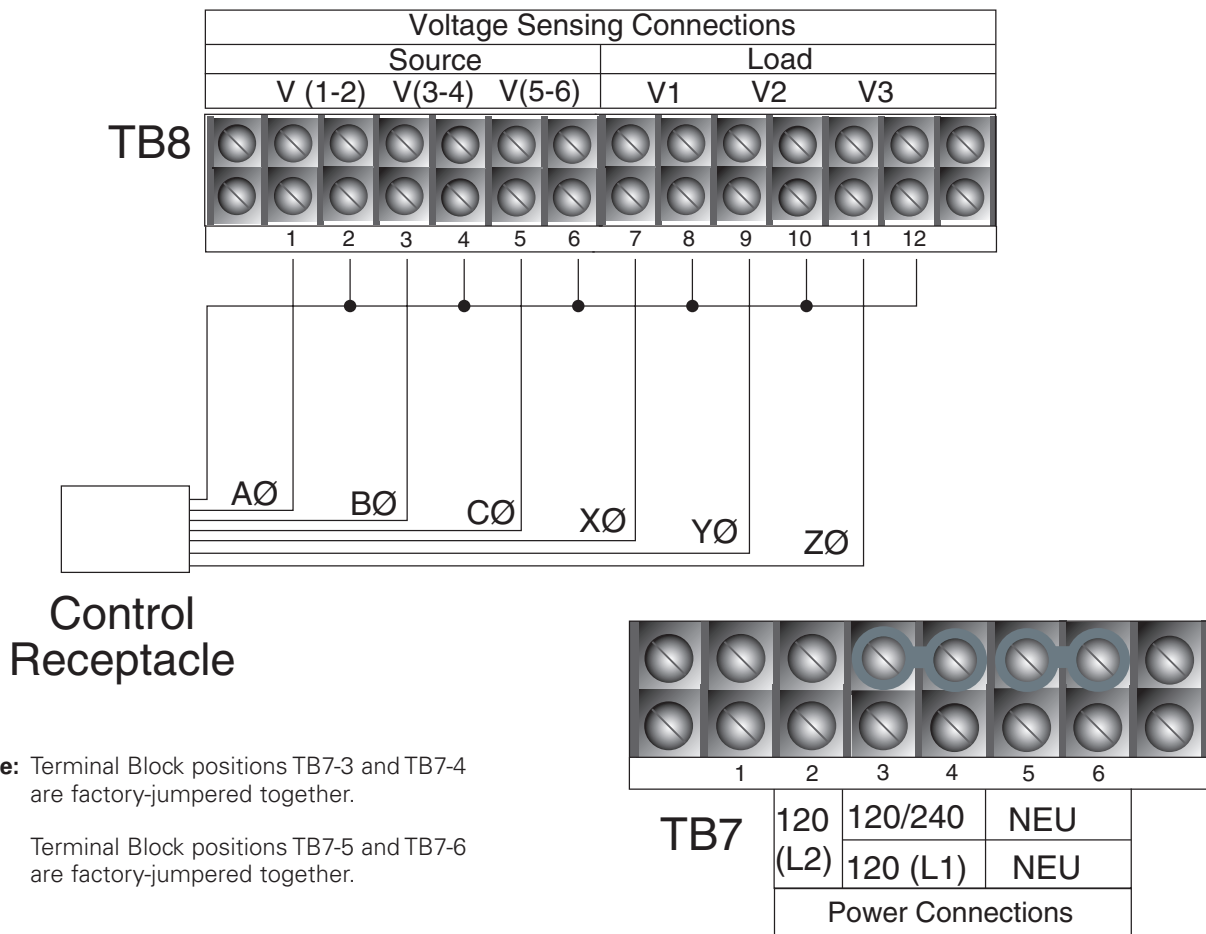 Voltage Sensing Connections
Source Load
V (1-2) V(3-4) V(5-6) V1 V2 V3
TB8
1 2 3 4 5 6 7 8 9 10 11 12
AØ BØ CØ XØ YØ ZØ
Control
Receptacle
e: Terminal Block positions TB7-3 and TB7-4
are factory-jumpered together.
Terminal Block positions TB7-5 and TB7-6
are factory-jumpered together.
1 2 3 4 5 6
TB7
120 120/240 NEU
(L2) 120 (L1) NEU
Power Connections